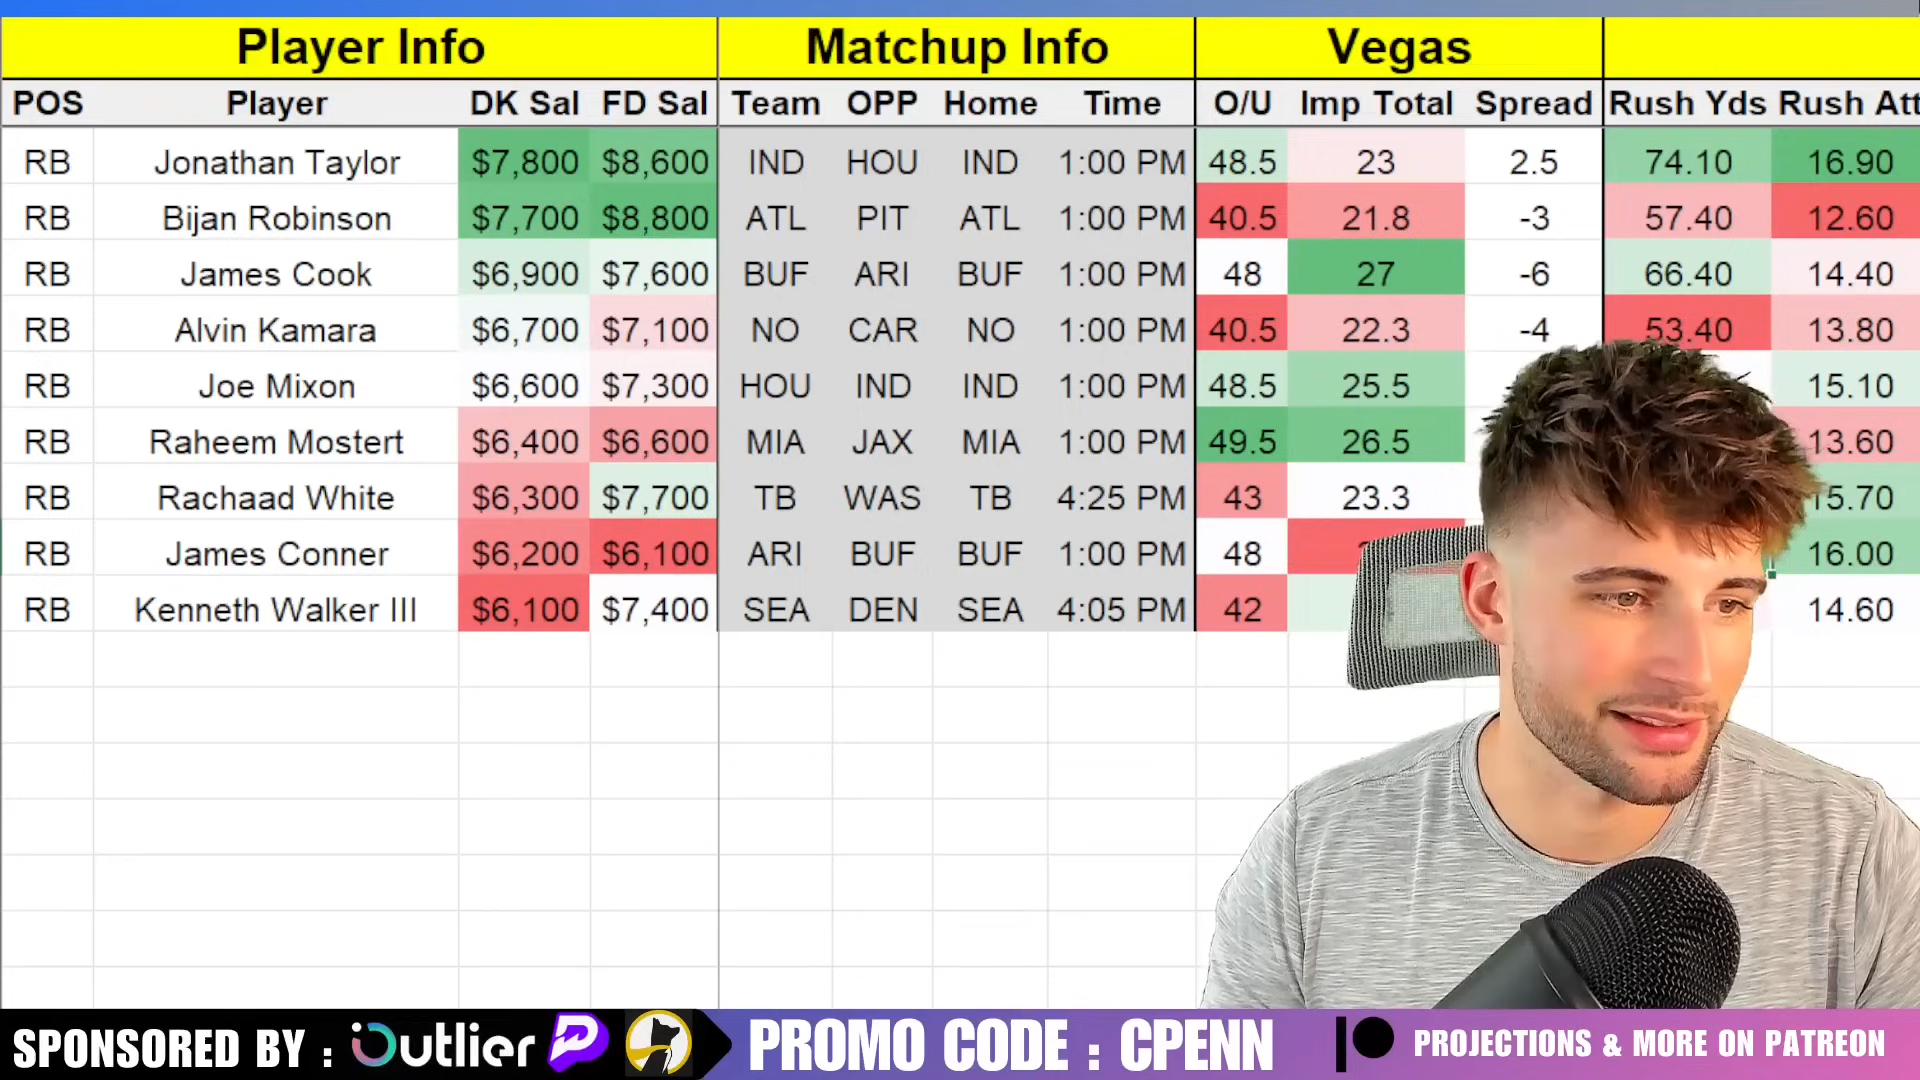 Player Info Matchup Info Vegas
POS Player DK Sal FD Sal Team OPP Home Time O/U Imp Total Spread Rush Yds Rush Att
RB Jonathan Taylor $7,800 $8,600 IND HOU IND 1:00 PM 48.5 23 2.5 74.10 16.90
RB Bijan Robinson $7,700 $8,800 ATL PIT ATL 1:00 PM 40.5 21.8 -3 57.40 12.60
RB James Cook $6,900 $7,600 BUF ARI BUF 1:00 PM 48 27 -6 66.40 14.40
RB Alvin Kamara $6,700 $7,100 NO CAR NO 1:00 PM 40.5 22.3 -4 53.40 13.80
RB Joe Mixon $6,600 $7,300 HOU IND IND 1:00 PM 48.5 25.5 15.10
RB Raheem Mostert $6,400 $6,600 MIA JAX MIA 1:00 PM 49.5 26.5 13.60
RB Rachaad White $6,300 $7,700 TB WAS TB 4:25 PM 43 23.3 15.70
RB James Conner $6,200 $6,100 ARI BUF BUF 1:00 PM 48 16.00
RB Kenneth Walker III $6,100 $7,400 SEA DEN SEA 4:05 PM 42 14.60
SPONSORED BY : Outlier PROMO CODE : CPENN PROJECTIONS & MORE ON PATREON